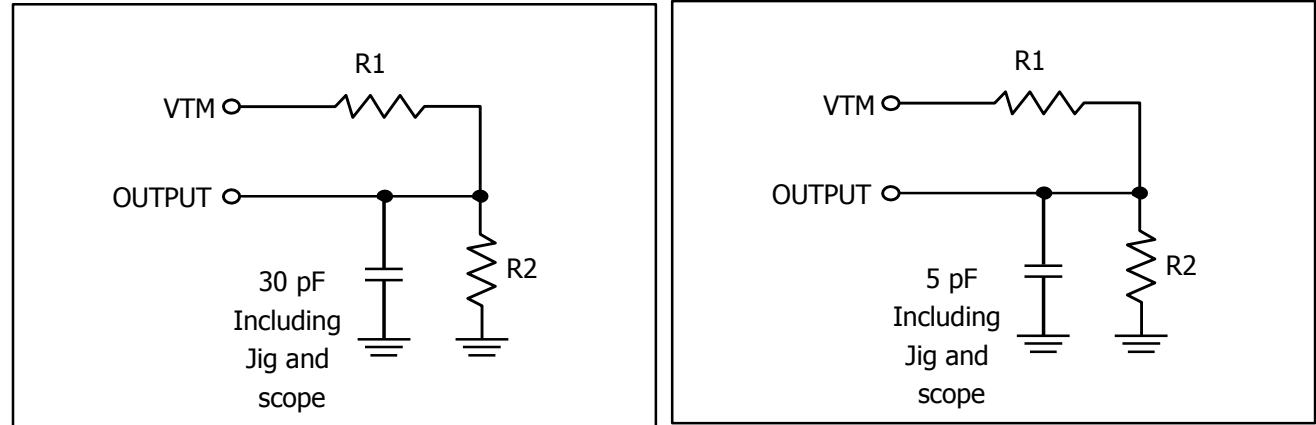 R1
VTM
OUTPUT
R2
30 pF
Including
Jig and
scope
R1
VTM
OUTPUT
R2
5 pF
Including
Jig and
scope